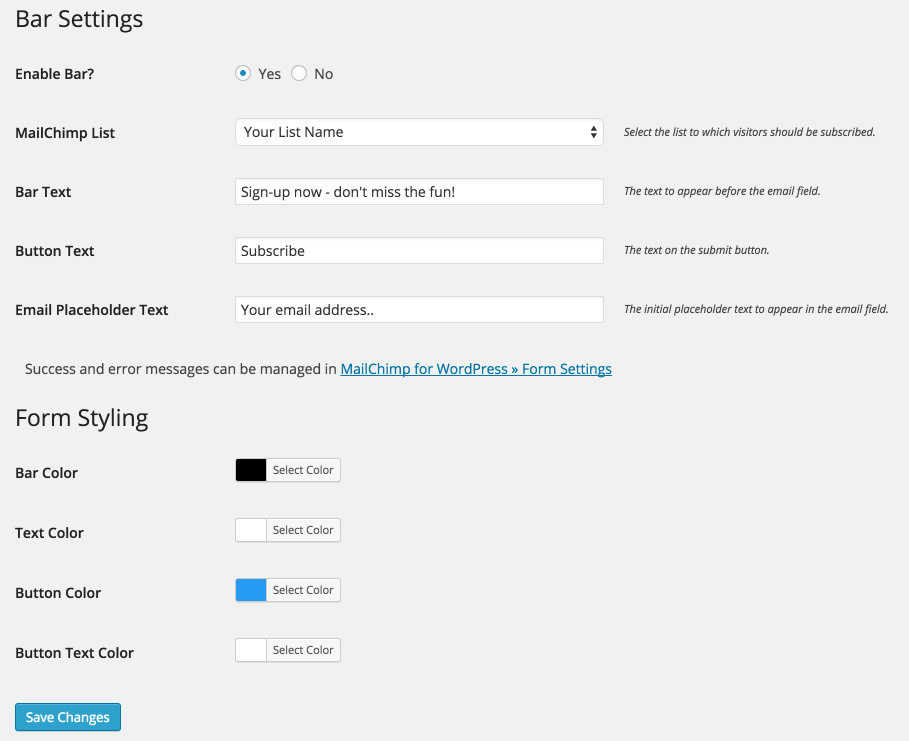 Bar Settings
Enable Bar? Yes No
MailChimp List Your List Name Select the list to which visitors should be subscribed.
Bar Text Sign-up now - don't miss the fun! The text to appear before the email field.
Button Text Subscribe The text on the submit button.
Email Placeholder Text Your email address.. The initial placeholder text to appear in the email field.
Success and error messages can be managed in MailChimp for WordPress » Form Settings
Form Styling
Bar Color Select Color
Text Color Select Color
Button Color Select Color
Button Text Color Select Color
Save Changes